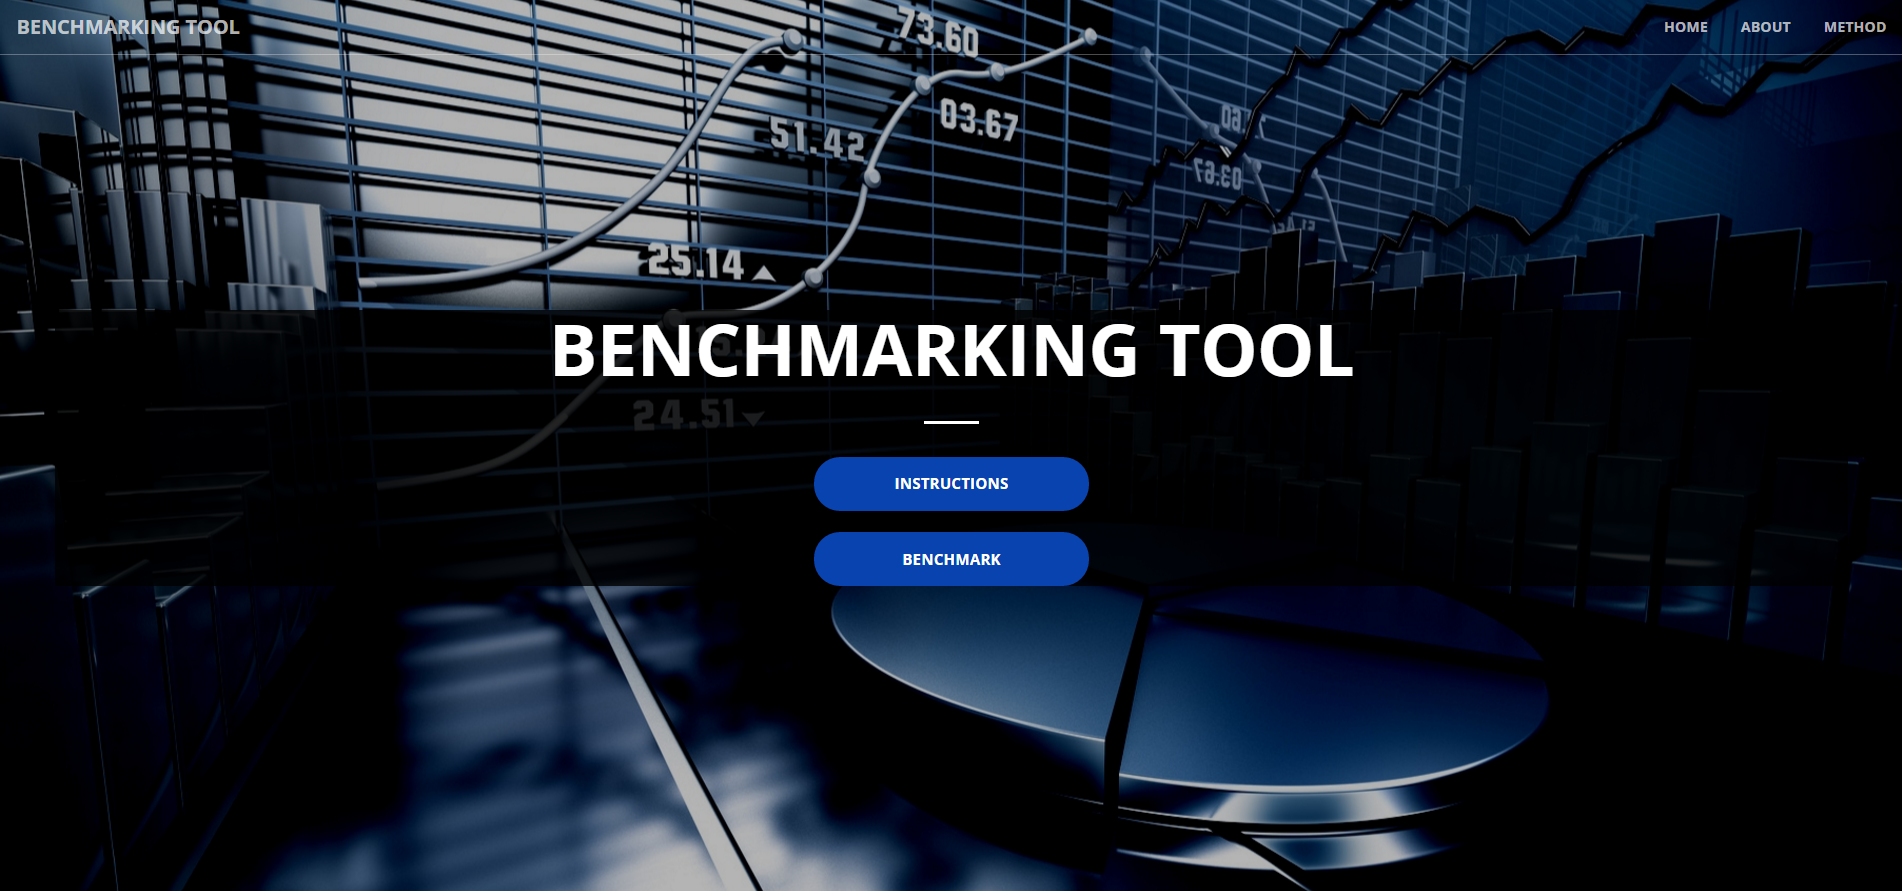 BENCHMARKING TOOL
HOME ABOUT METHOD
73.60
03.67
51.42
25.14
BENCHMARKING TOOL
24.51
INSTRUCTIONS
BENCHMARK